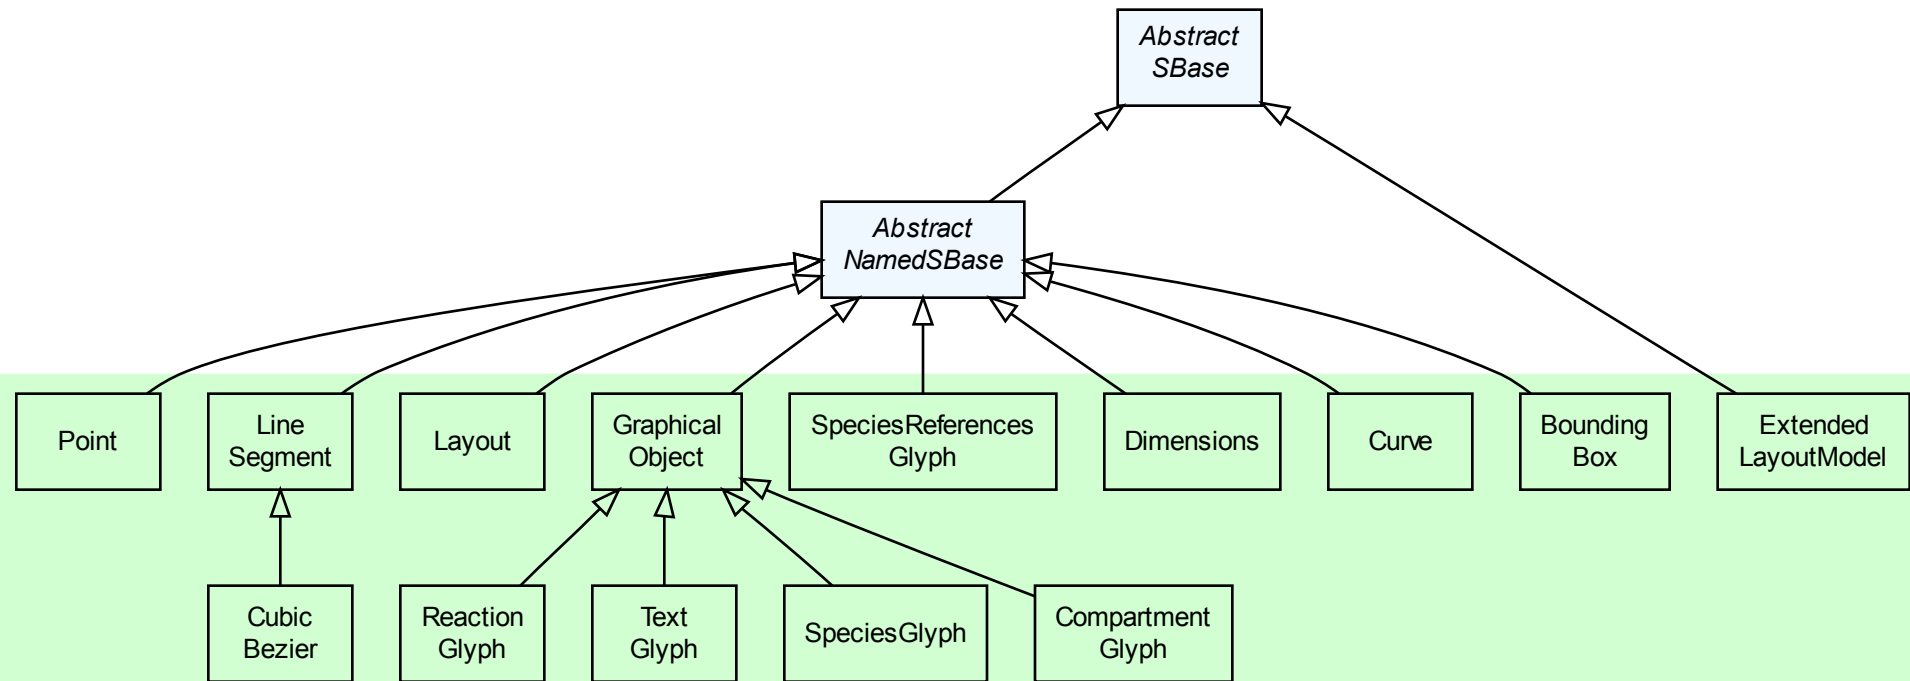 Abstract
SBase
Abstract
NamedSBase
Point
Line
Segment
Layout
Graphical
Object
SpeciesReferences
Glyph
Dimensions
Curve
Bounding
Box
Extended
LayoutModel
Cubic
Bezier
Reaction
Glyph
Text
Glyph
SpeciesGlyph
Compartment
Glyph